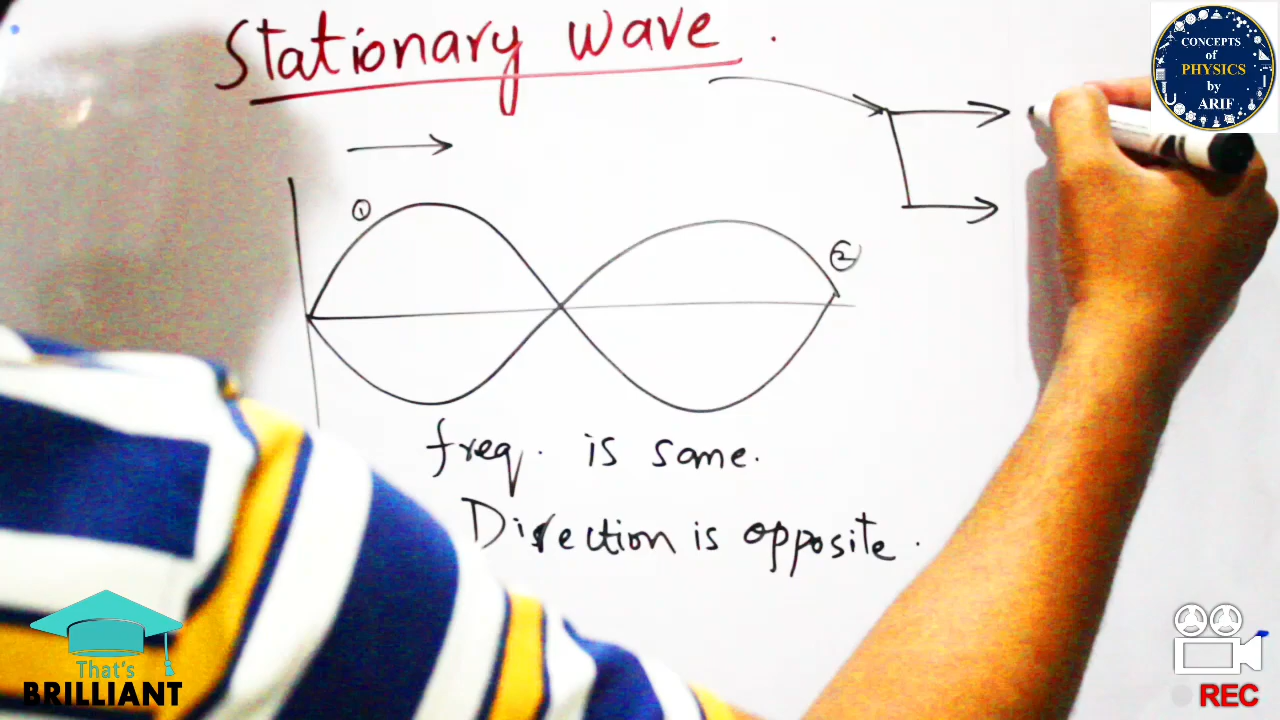 Stationary wave.
CONCEPTS
of
PHYSICS
by
ARIF
①
②
freq. is same.
Direction is opposite.
That's
BRILLIANT
REC